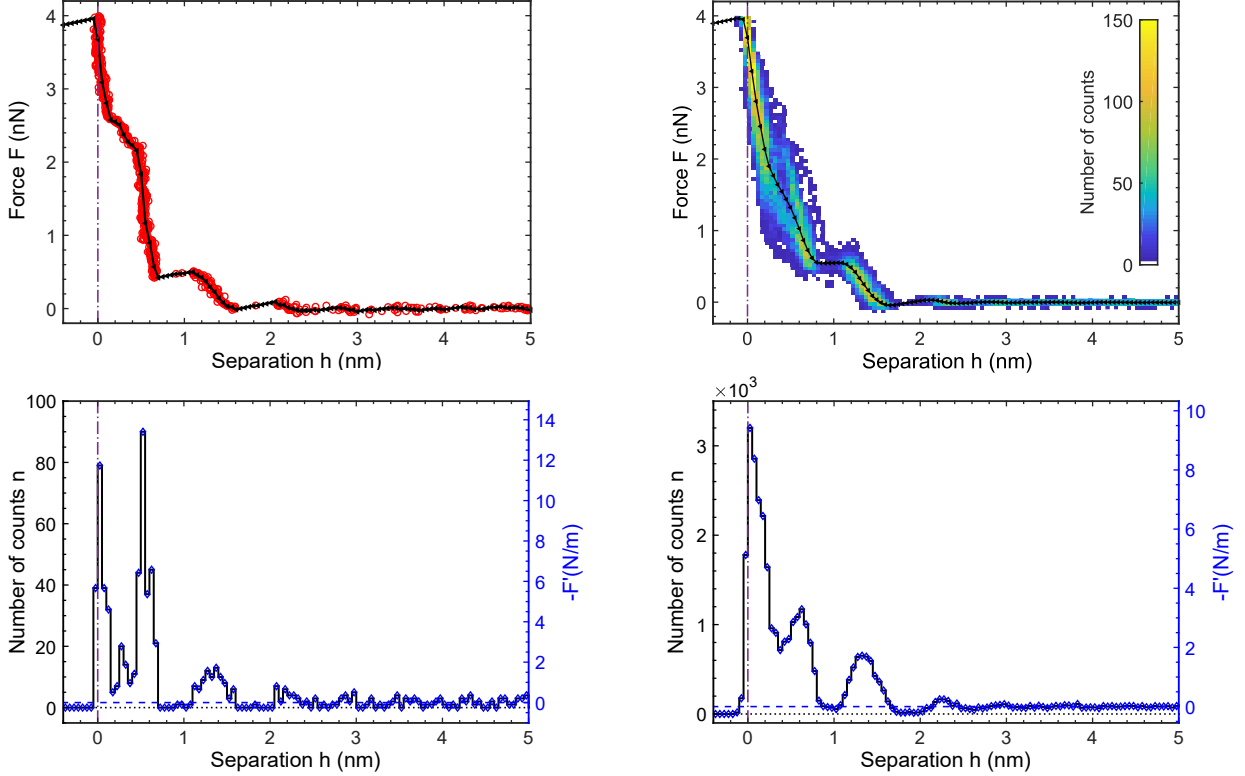 4
3
2
1
0
Force F (nN)
0 1 2 3 4 5
Separation h (nm)
4
3
2
1
0
Force F (nN)
150
100
50
0
Number of counts
0 1 2 3 4 5
Separation h (nm)
100
80
60
40
20
0
Number of counts n
14
12
10
8
6
4
2
0
-F'(N/m)
0 1 2 3 4 5
Separation h (nm)
×10³
3
2
1
0
Number of counts n
10
8
6
4
2
0
-F'(N/m)
0 1 2 3 4 5
Separation h (nm)